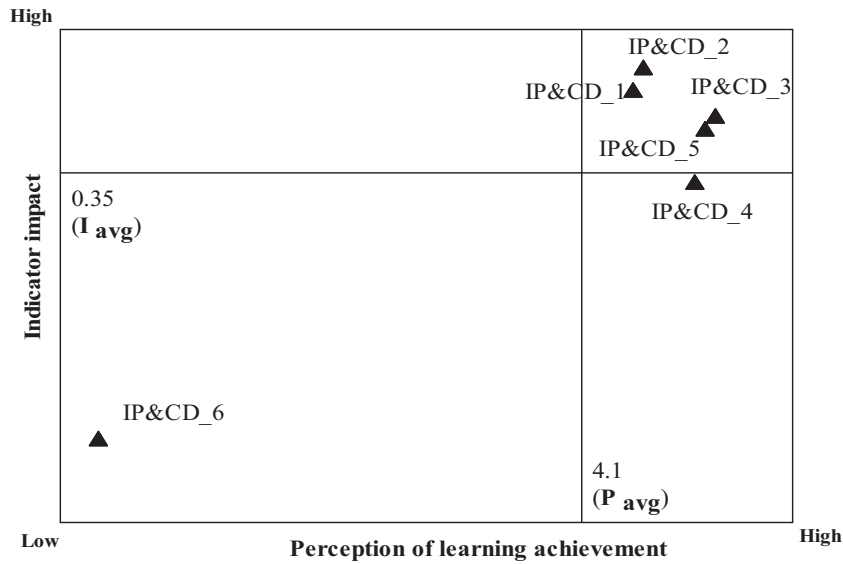 High
IP&CD_2
IP&CD_1
IP&CD_3
IP&CD_5
0.35
(I avg)
IP&CD_4
Indicator impact
IP&CD_6
4.1
(P avg)
Low
Perception of learning achievement
High